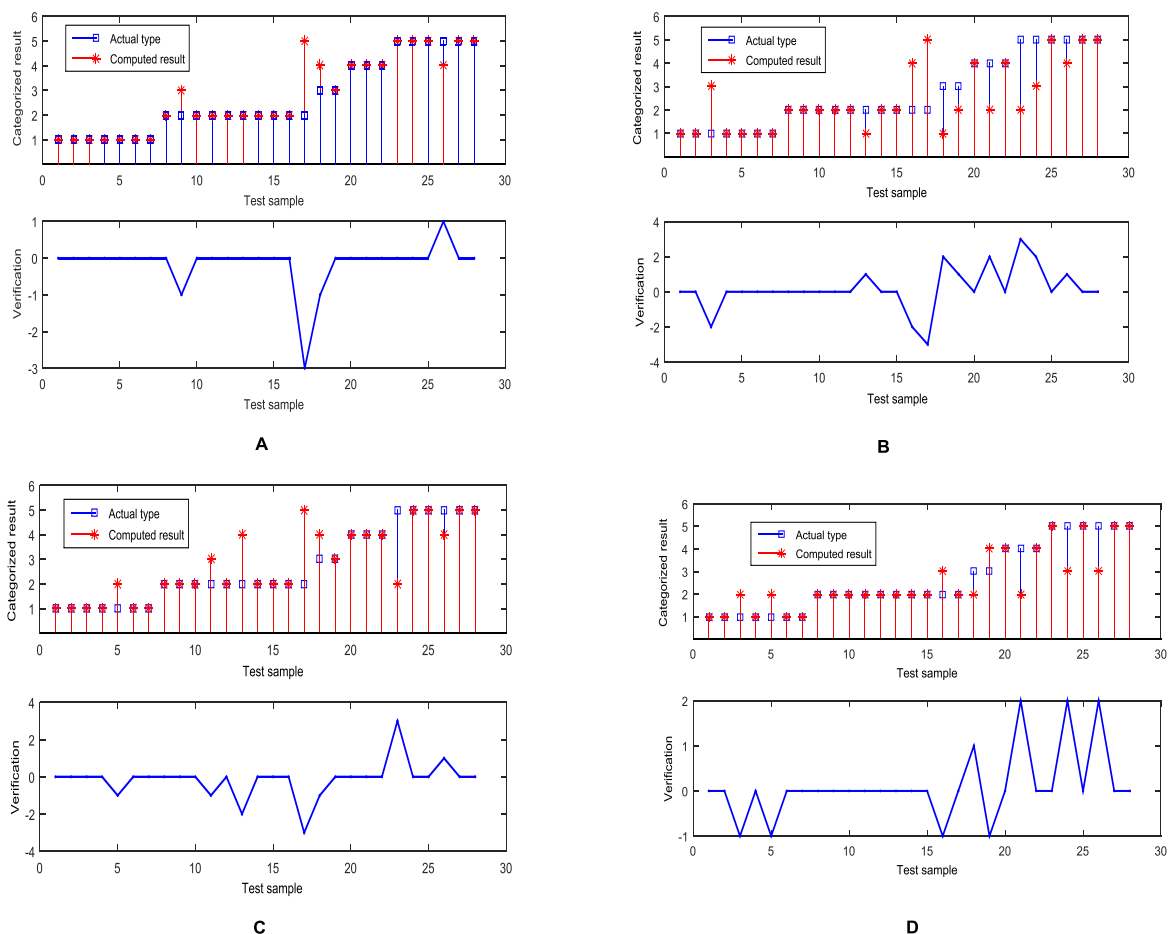 6
5
4
3
2
1
Categorized result
Actual type
Computed result
0 5 10 15 20 25 30
Test sample
1
0
-1
-2
-3
Verification
0 5 10 15 20 25 30
Test sample
A
6
5
4
3
2
1
Categorized result
Actual type
Computed result
0 5 10 15 20 25 30
Test sample
4
2
0
-2
-4
Verification
0 5 10 15 20 25 30
Test sample
B
6
5
4
3
2
1
Categorized result
Actual type
Computed result
0 5 10 15 20 25 30
Test sample
4
2
0
-2
-4
Verification
0 5 10 15 20 25 30
Test sample
C
6
5
4
3
2
1
Categorized result
Actual type
Computed result
0 5 10 15 20 25 30
Test sample
2
1
0
-1
Verification
0 5 10 15 20 25 30
Test sample
D